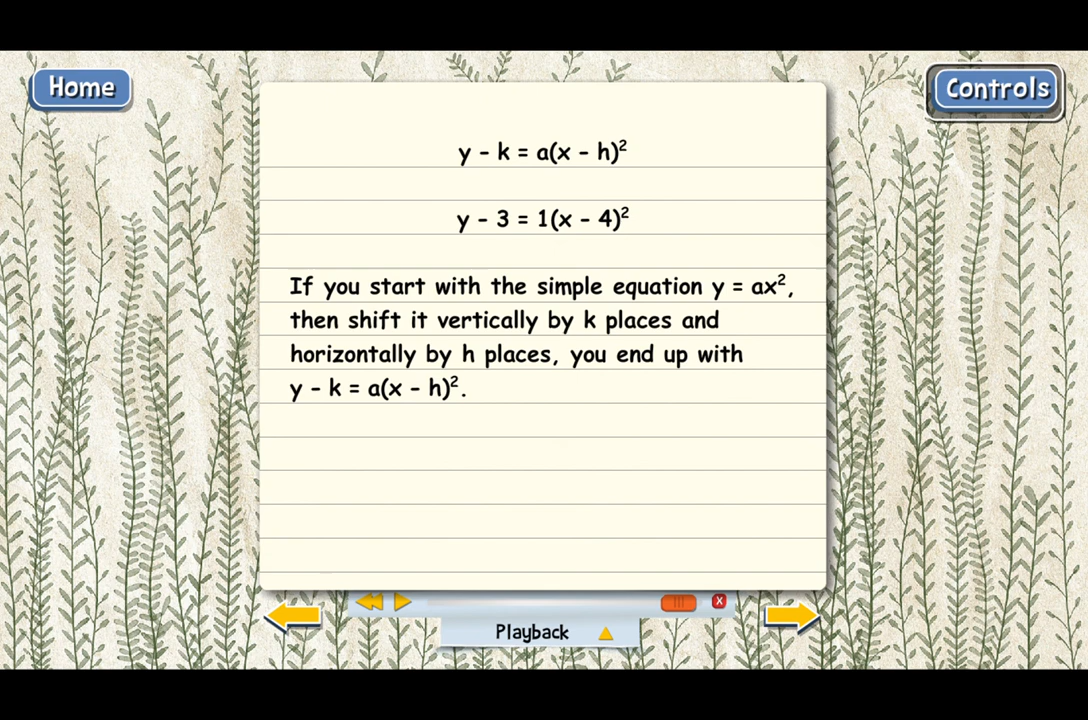 Home
Controls
y - k = a(x - h)²
y - 3 = 1(x - 4)²
If you start with the simple equation y = ax²,
then shift it vertically by k places and
horizontally by h places, you end up with
y - k = a(x - h)².
Playback